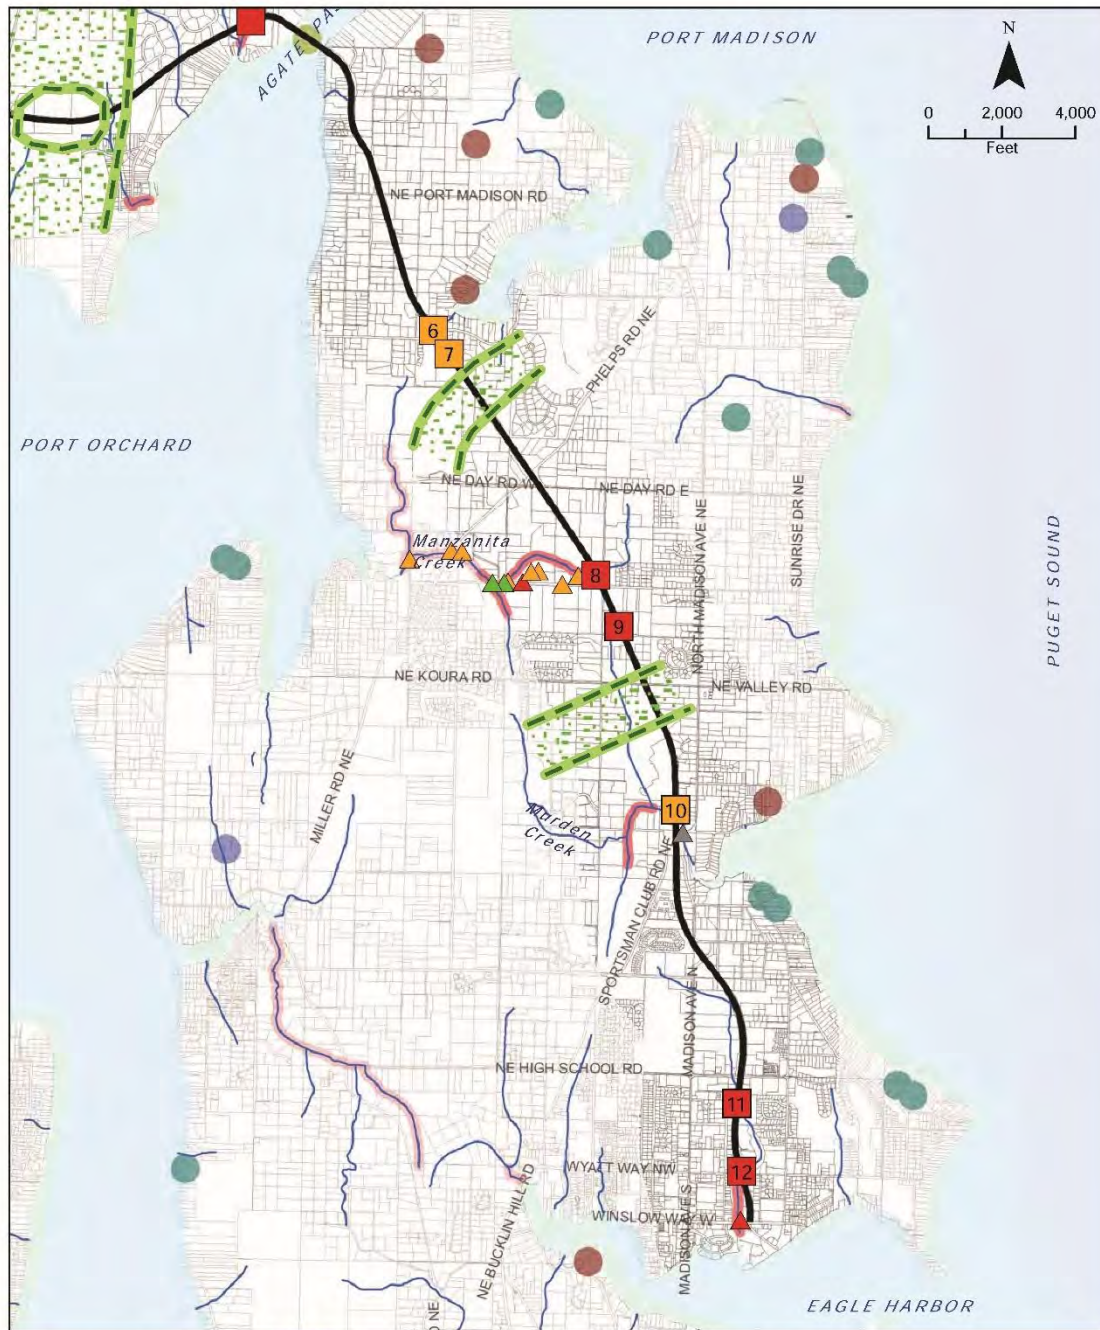 AGATE PAS
PORT MADISON
N
0 2,000 4,000
Feet
NE PORT MADISON RD
6
7
PHELPS RD NE
PORT ORCHARD
NE DAY RD W
NE DAY RD E
SUNRISE DR NE
NORTH MADISON AVE NE
Manzanita
Creek
8
9
PUGET SOUND
NE KOURA RD
NE VALLEY RD
MILLER RD NE
10
Murden
Creek
SPORTSMAN CLUB RD NE
MADISON AVE N
NE HIGH SCHOOL RD
11
WYATT WAY NW
12
NE BUCKLIN HILL RD
WINSLOW WAY W
MADISON AVE S
EAGLE HARBOR
D NE